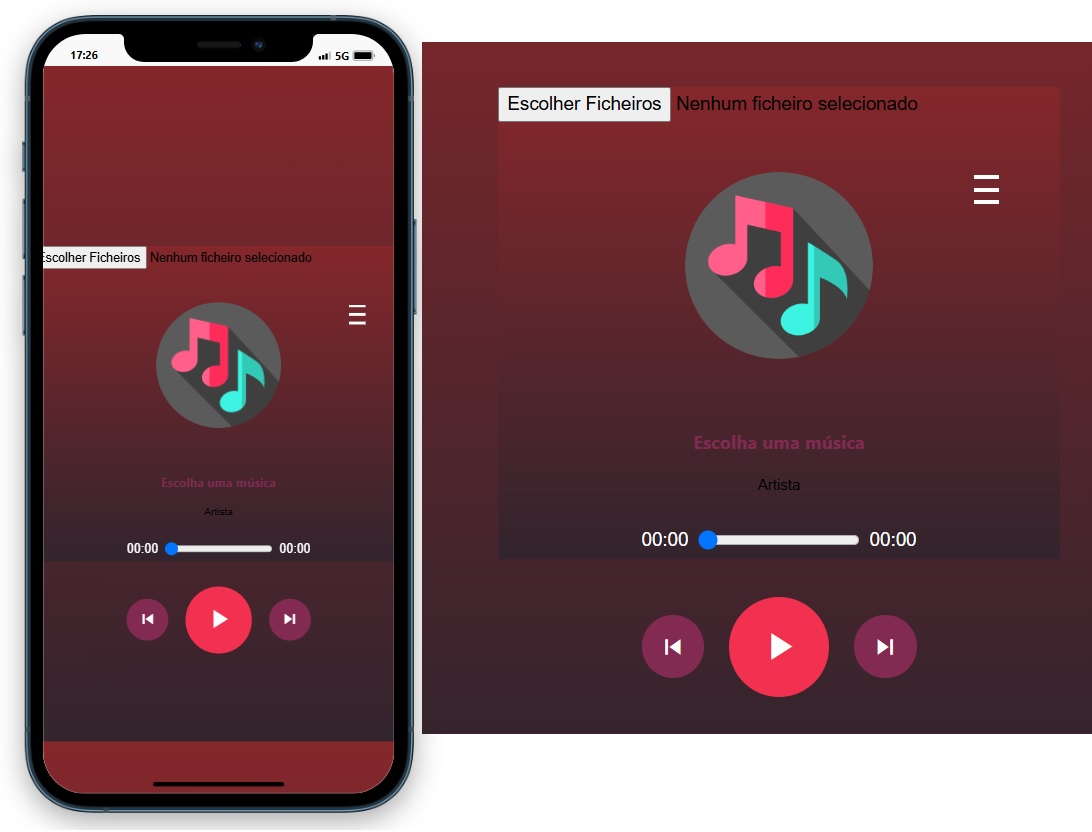 17:26
5G
Escolher Ficheiros Nenhum ficheiro selecionado
Escolha uma música
Artista
00:00 00:00
Escolher Ficheiros Nenhum ficheiro selecionado
Escolha uma música
Artista
00:00 00:00